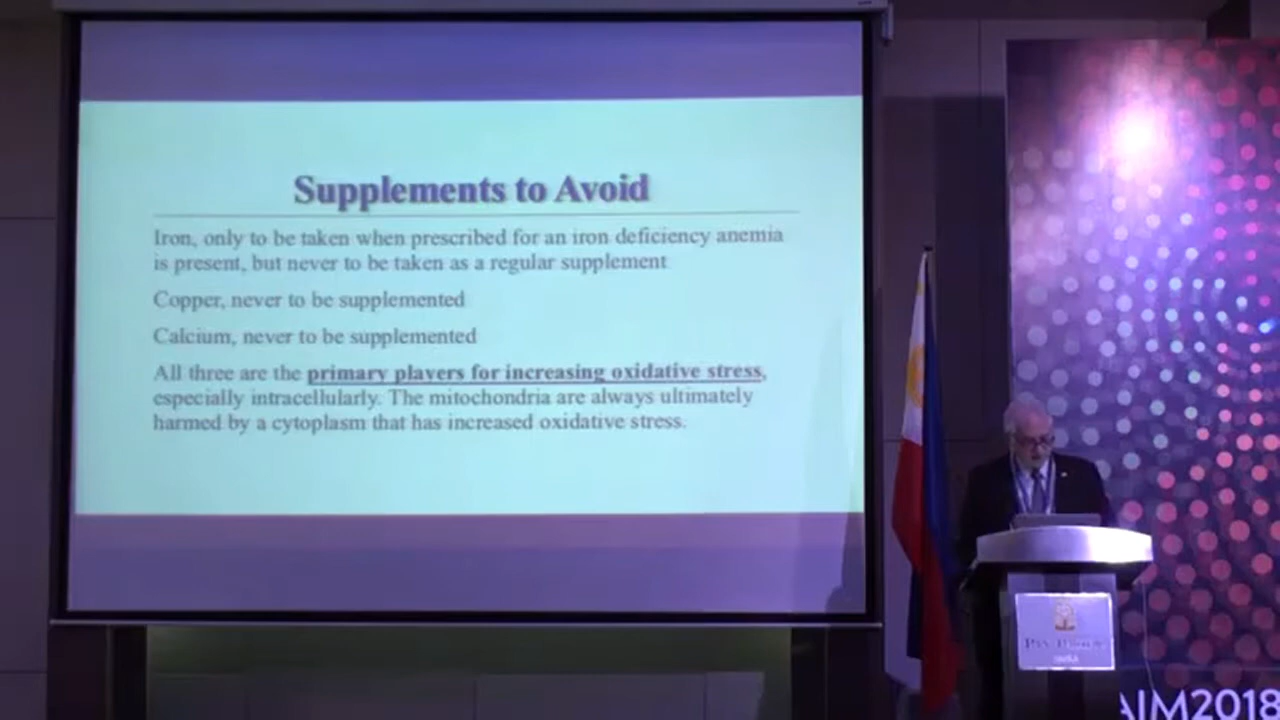 Supplements to Avoid
Iron, only to be taken when prescribed for an iron deficiency anemia
is present, but never to be taken as a regular supplement
Copper, never to be supplemented
Calcium, never to be supplemented
All three are the primary players for increasing oxidative stress,
especially intracellularly. The mitochondria are always ultimately
harmed by a cytoplasm that has increased oxidative stress.
AIM2018